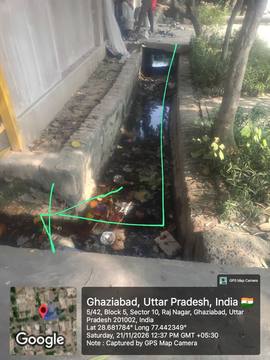 GPS Map Camera
Ghaziabad, Uttar Pradesh, India 🇮🇳
5/42, Block 5, Sector 10, Raj Nagar, Ghaziabad, Uttar
Pradesh 201002, India
Lat 28.681784° Long 77.442349°
Saturday, 21/11/2026 12:37 PM GMT +05:30
Note : Captured by GPS Map Camera
Google